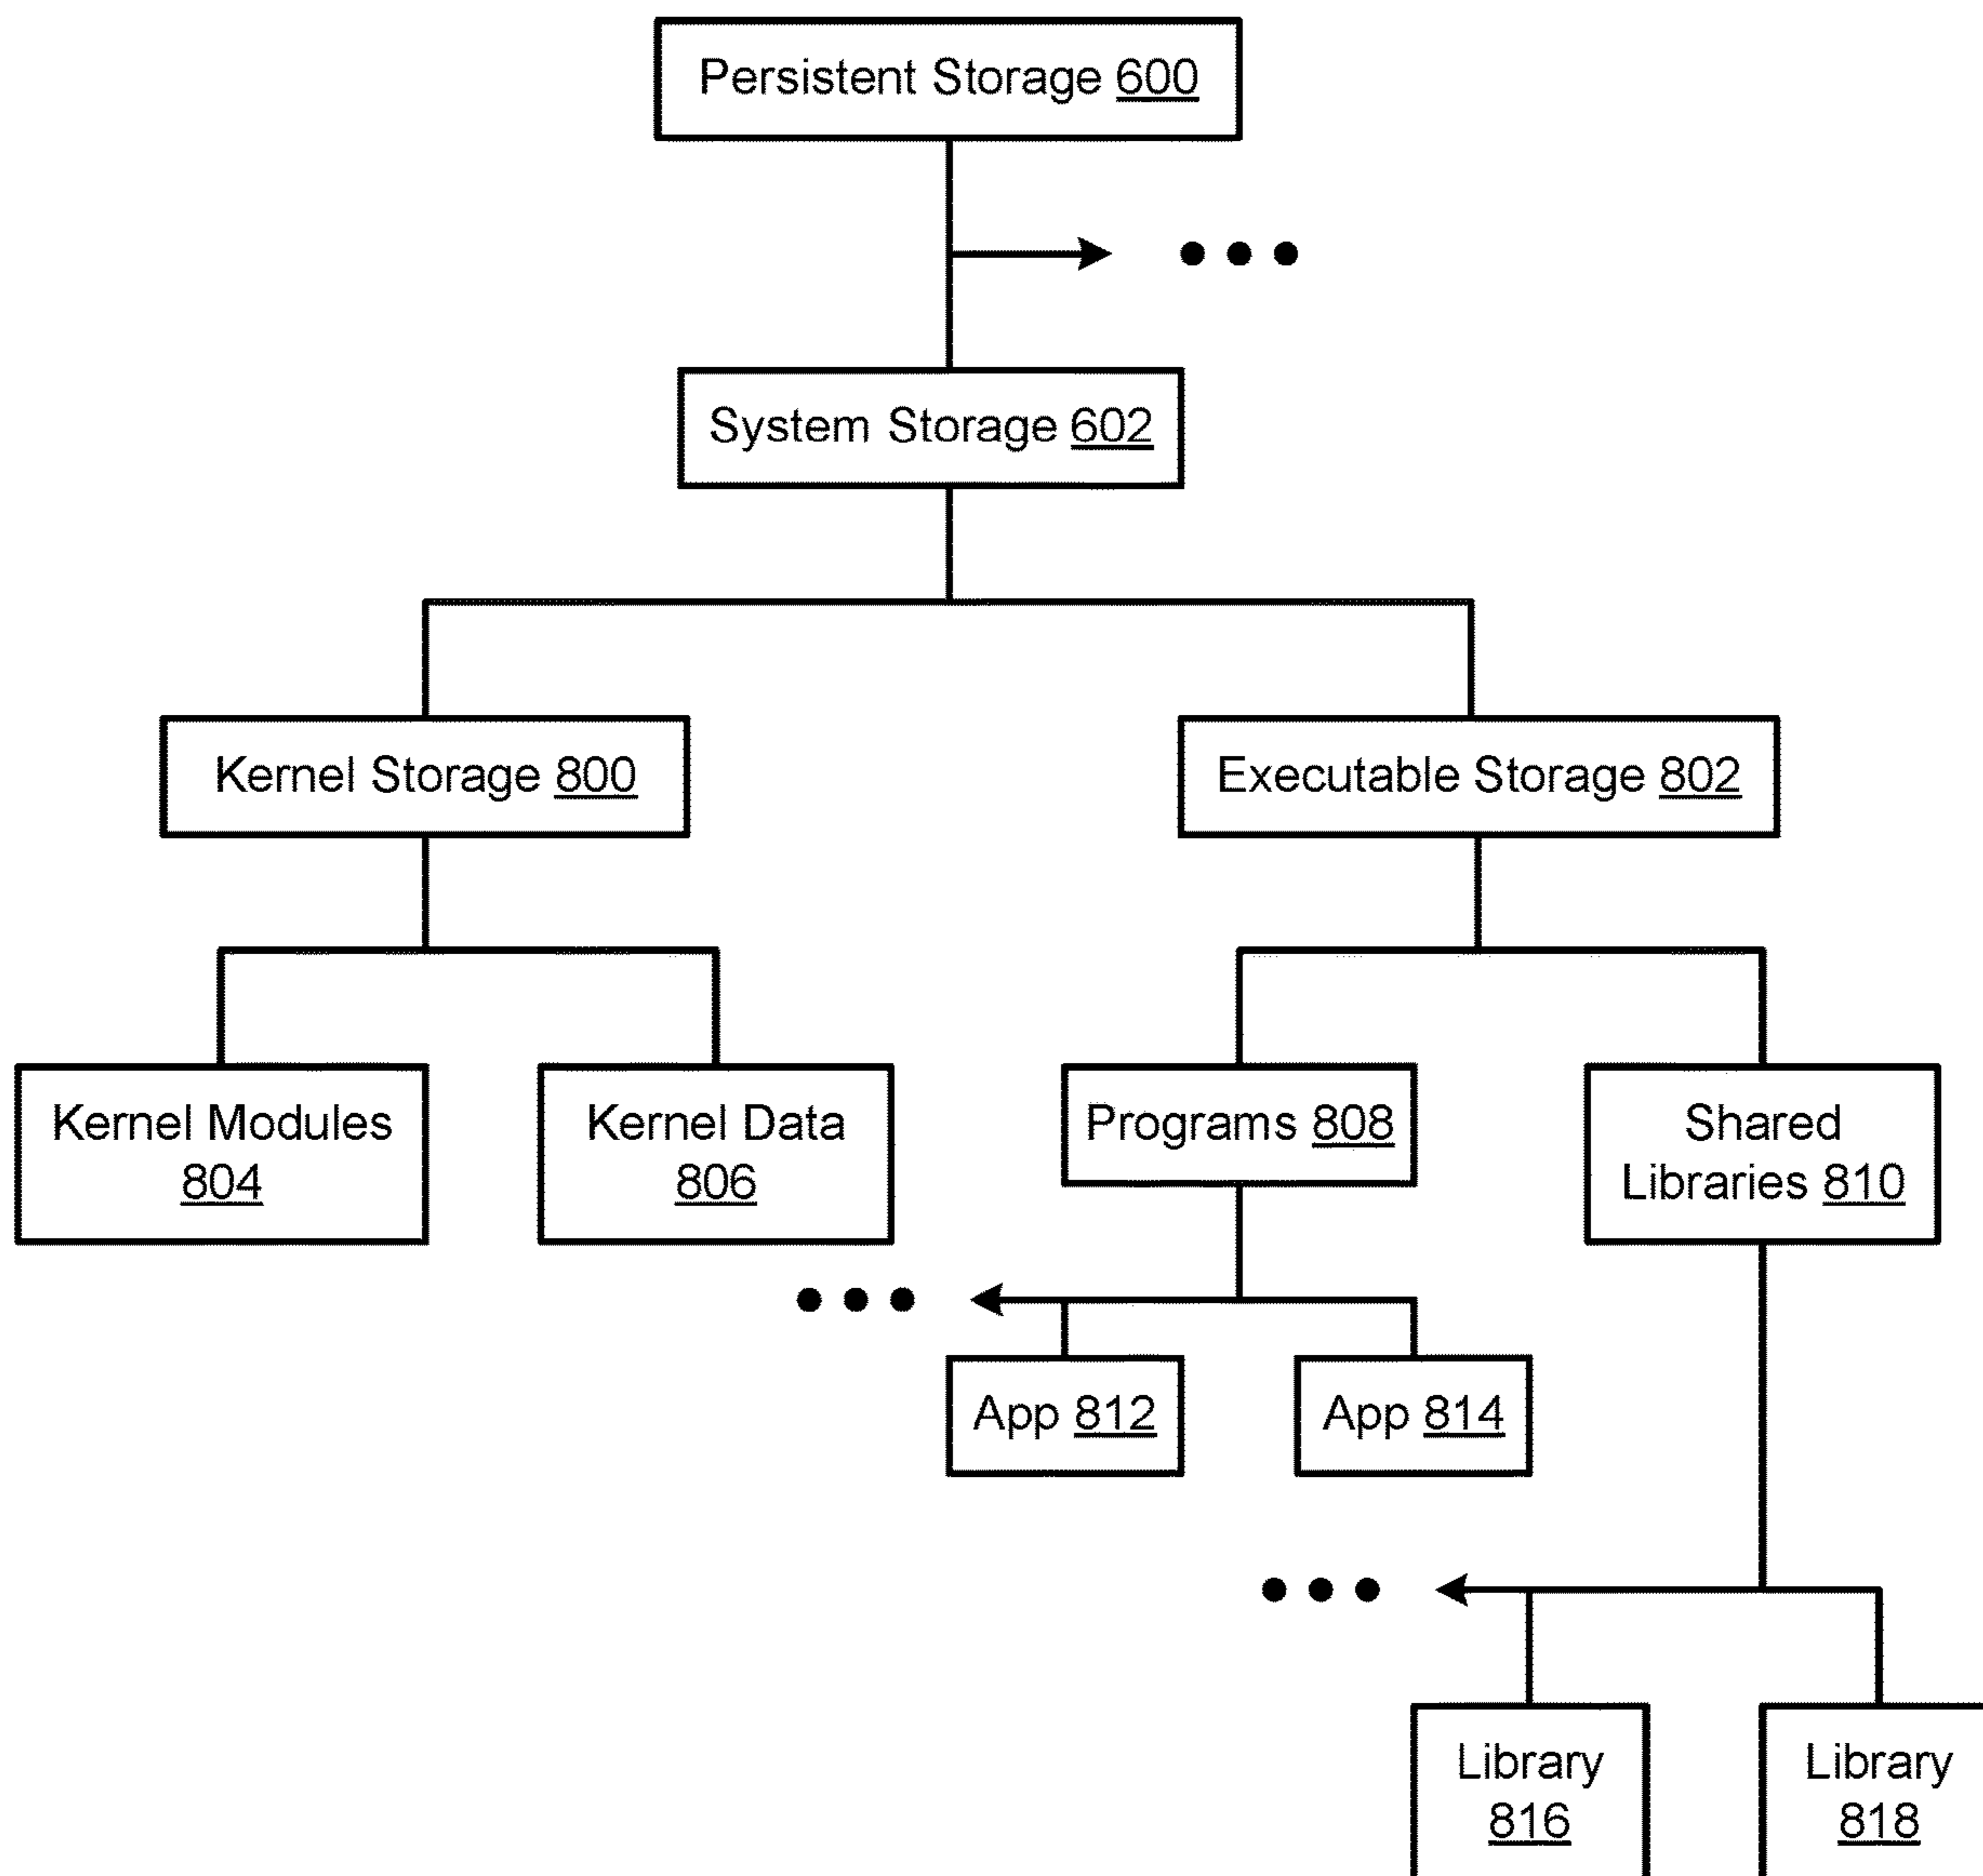 Persistent Storage 600
System Storage 602
Kernel Storage 800
Executable Storage 802
Kernel Modules
804
Kernel Data
806
Programs 808
Shared
Libraries 810
App 812
App 814
Library
816
Library
818